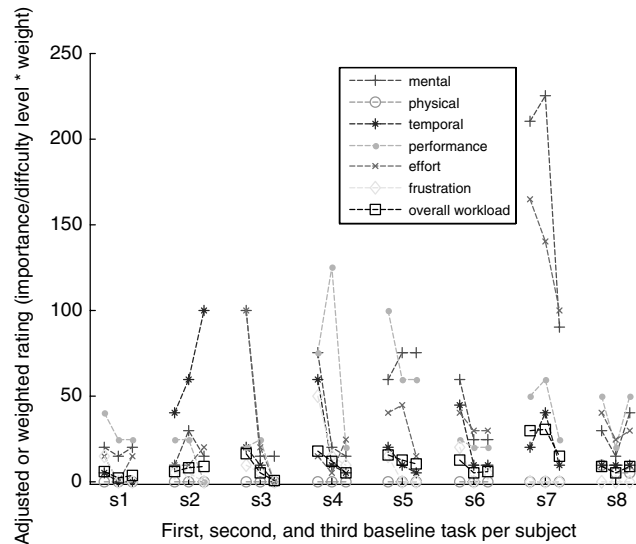 Adjusted or weighted rating (importance/diffculty level * weight)
250
200
150
100
50
0
mental
physical
temporal
performance
effort
frustration
overall workload
s1 s2 s3 s4 s5 s6 s7 s8
First, second, and third baseline task per subject